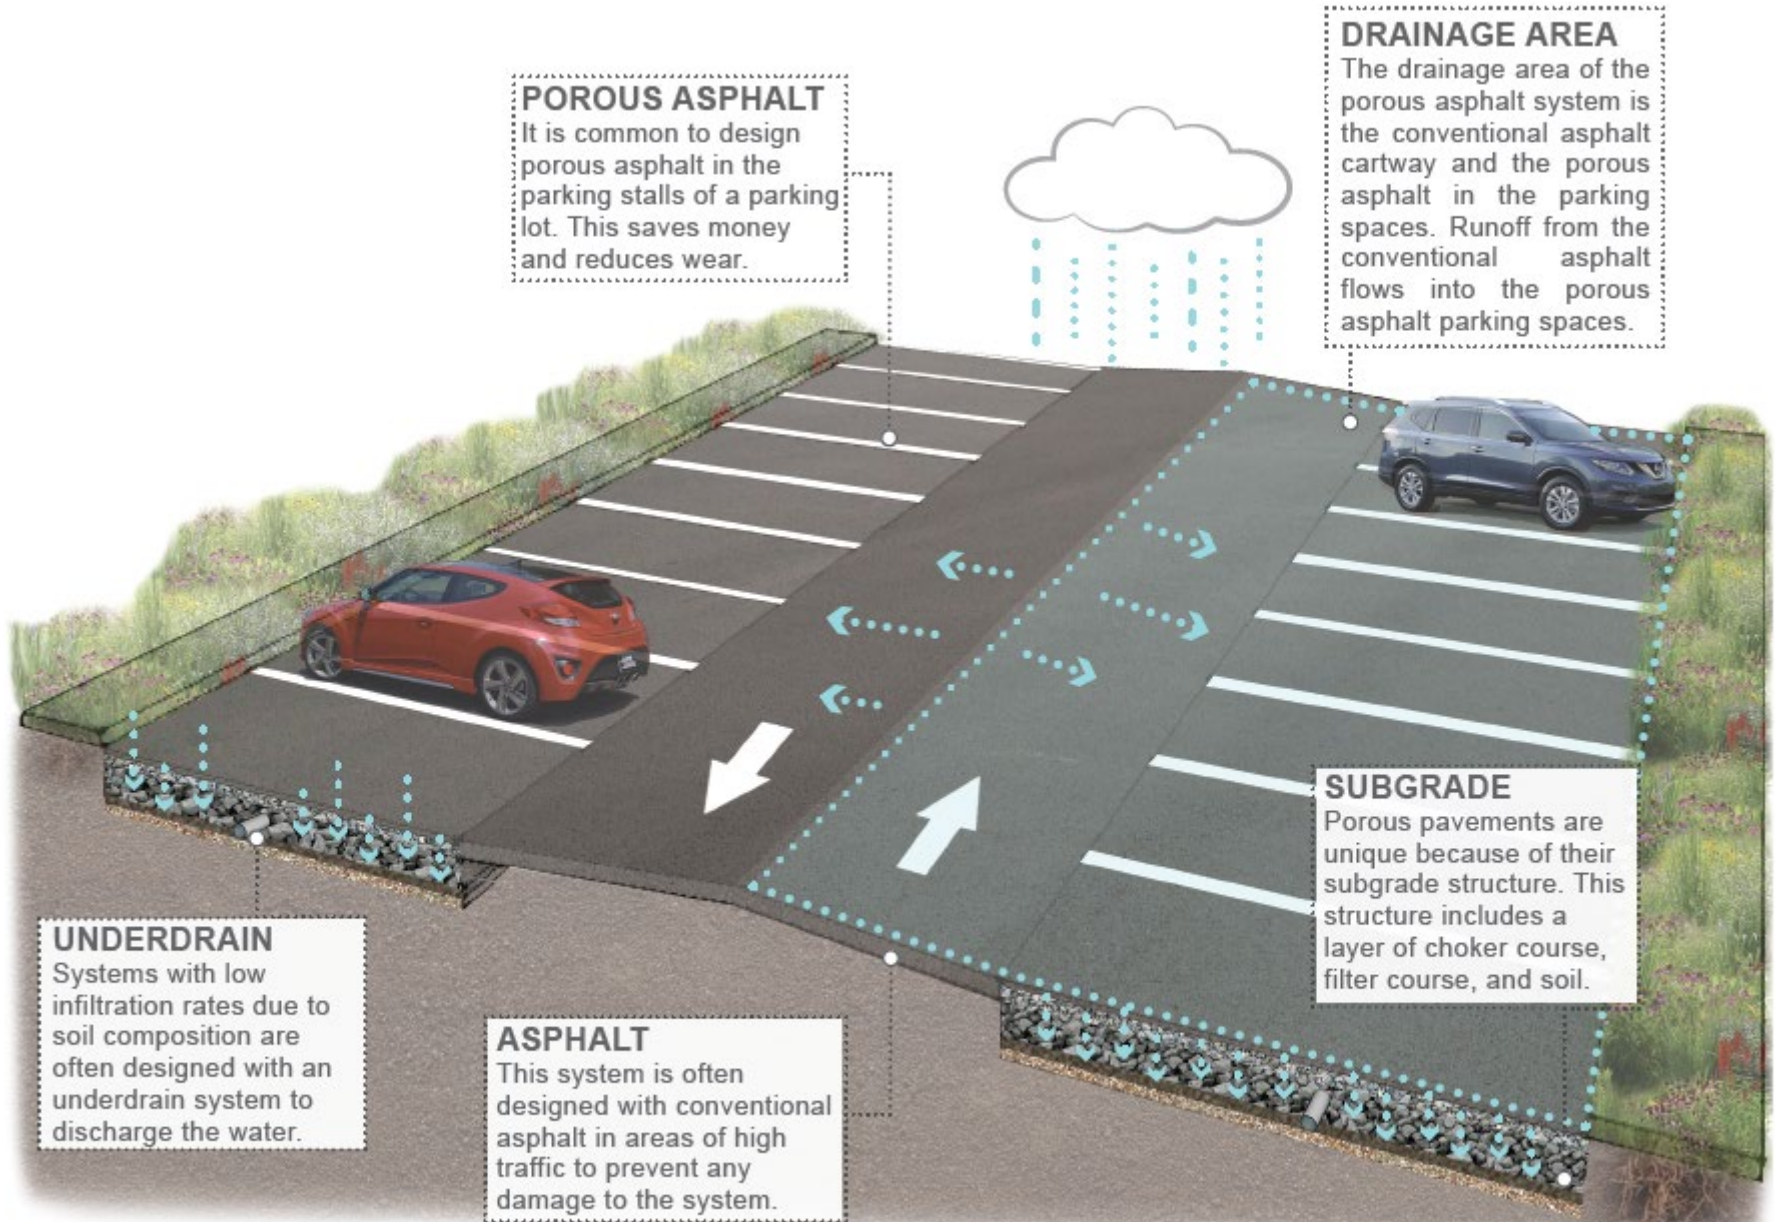 POROUS ASPHALT
It is common to design
porous asphalt in the
parking stalls of a parking
lot. This saves money
and reduces wear.
DRAINAGE AREA
The drainage area of the
porous asphalt system is
the conventional asphalt
cartway and the porous
asphalt in the parking
spaces. Runoff from the
conventional asphalt
flows into the porous
asphalt parking spaces.
UNDERDRAIN
Systems with low
infiltration rates due to
soil composition are
often designed with an
underdrain system to
discharge the water.
ASPHALT
This system is often
designed with conventional
asphalt in areas of high
traffic to prevent any
damage to the system.
SUBGRADE
Porous pavements are
unique because of their
subgrade structure. This
structure includes a
layer of choker course,
filter course, and soil.